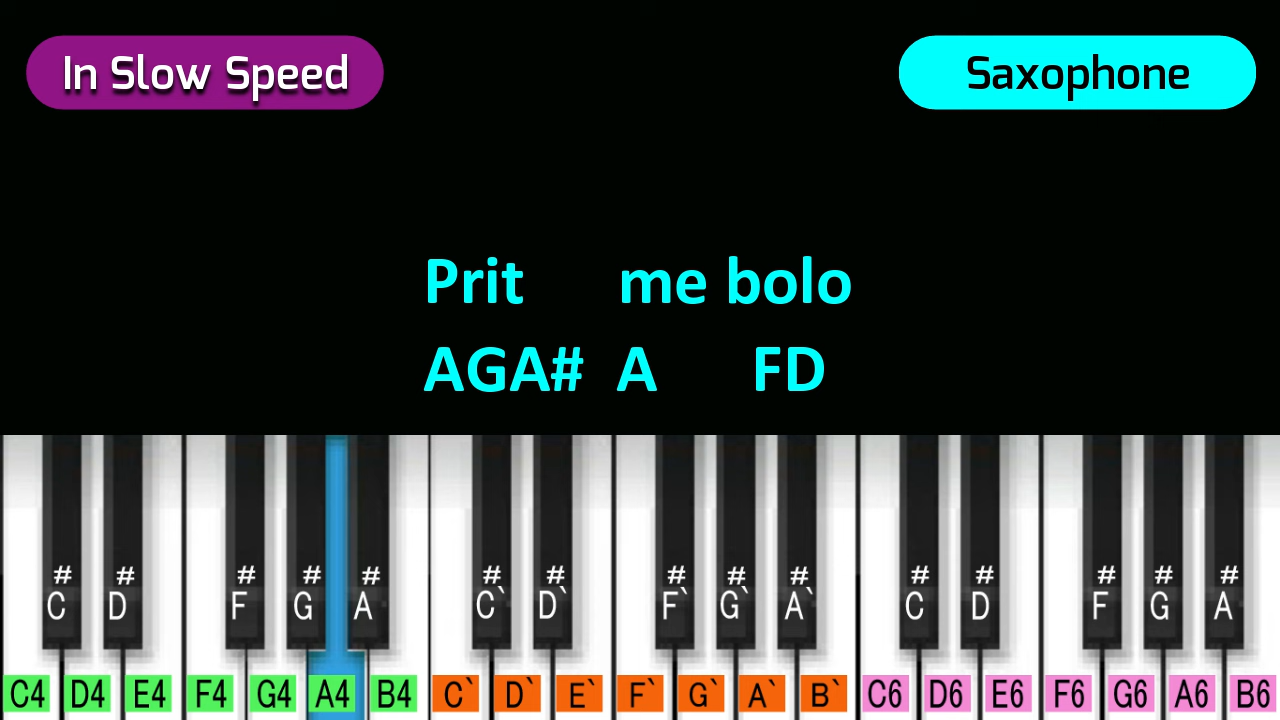 In Slow Speed
Saxophone
Prit me bolo
AGA# A FD
# # # # # # # # # # # # # # #
C D F G A C` D` F` G` A` C D F G A
C4 D4 E4 F4 G4 A4 B4 C` D` E` F` G` A` B` C6 D6 E6 F6 G6 A6 B6